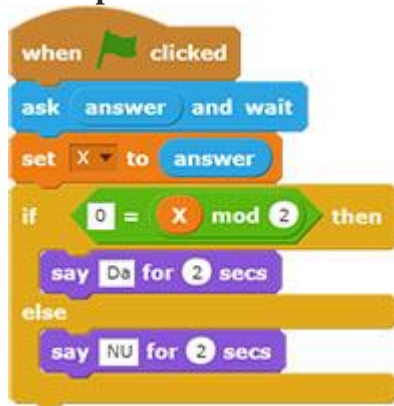 when clicked
ask answer and wait
set X to answer
if 0 = X mod 2 then
say Da for 2 secs
else
say NU for 2 secs